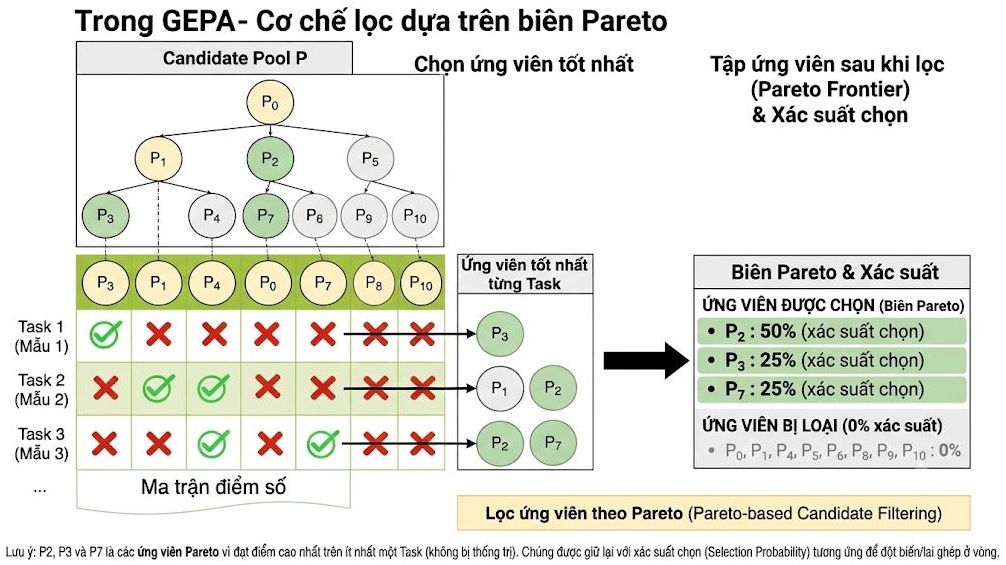 Trong GEPA- Cơ chế lọc dựa trên biên Pareto
Candidate Pool P
Chọn ứng viên tốt nhất
Tập ứng viên sau khi lọc
(Pareto Frontier)
& Xác suất chọn
P0
P1
P2
P5
P3
P4
P7
P6
P9
P10
P3
P1
P4
P0
P7
P8
P10
Ứng viên tốt nhất
từng Task
Task 1
(Mẫu 1)
P3
Task 2
(Mẫu 2)
P1
P2
Task 3
(Mẫu 3)
P2
P7
...
Ma trận điểm số
Biên Pareto & Xác suất
ỨNG VIÊN ĐƯỢC CHỌN (Biên Pareto)
• P2 : 50% (xác suất chọn)
• P3 : 25% (xác suất chọn)
• P7 : 25% (xác suất chọn)
ỨNG VIÊN BỊ LOẠI (0% xác suất)
• P0, P1, P4, P5, P6, P8, P9, P10 : 0%
Lọc ứng viên theo Pareto (Pareto-based Candidate Filtering)
Lưu ý: P2, P3 và P7 là các ứng viên Pareto vì đạt điểm cao nhất trên ít nhất một Task (không bị thống trị). Chúng được giữ lại với xác suất chọn (Selection Probability) tương ứng để đột biến/lai ghép ở vòng.